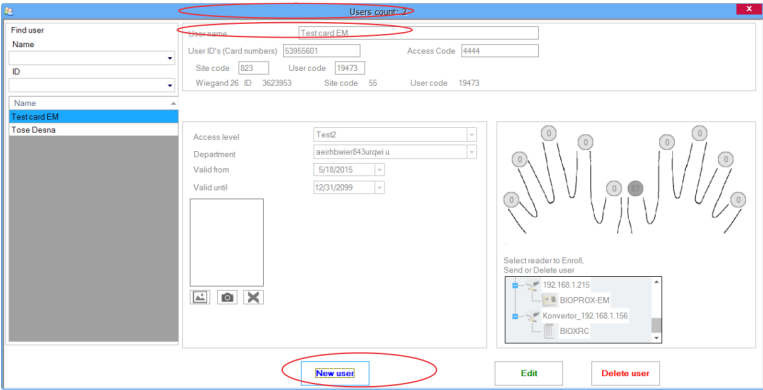 Users count: 2
x
Find user
Name
ID
Name
Test card EM
Tose Desna
User name Test card EM
User ID's (Card numbers) 53955601 Access Code 4444
Site code 823 User code 19473
Wiegand 26 ID 3623953 Site code 55 User code 19473
Access level Test2
Department aeirhbwier843urqwi u
Valid from 5/18/2015
Valid until 12/31/2099
0 0 0 0 0 0 0 0 0
Select reader to Enroll,
Send or Delete user
192.168.1.215
BIOPROX-EM
Konvertor_192.168.1.156
BIOXRC
New user
Edit
Delete user